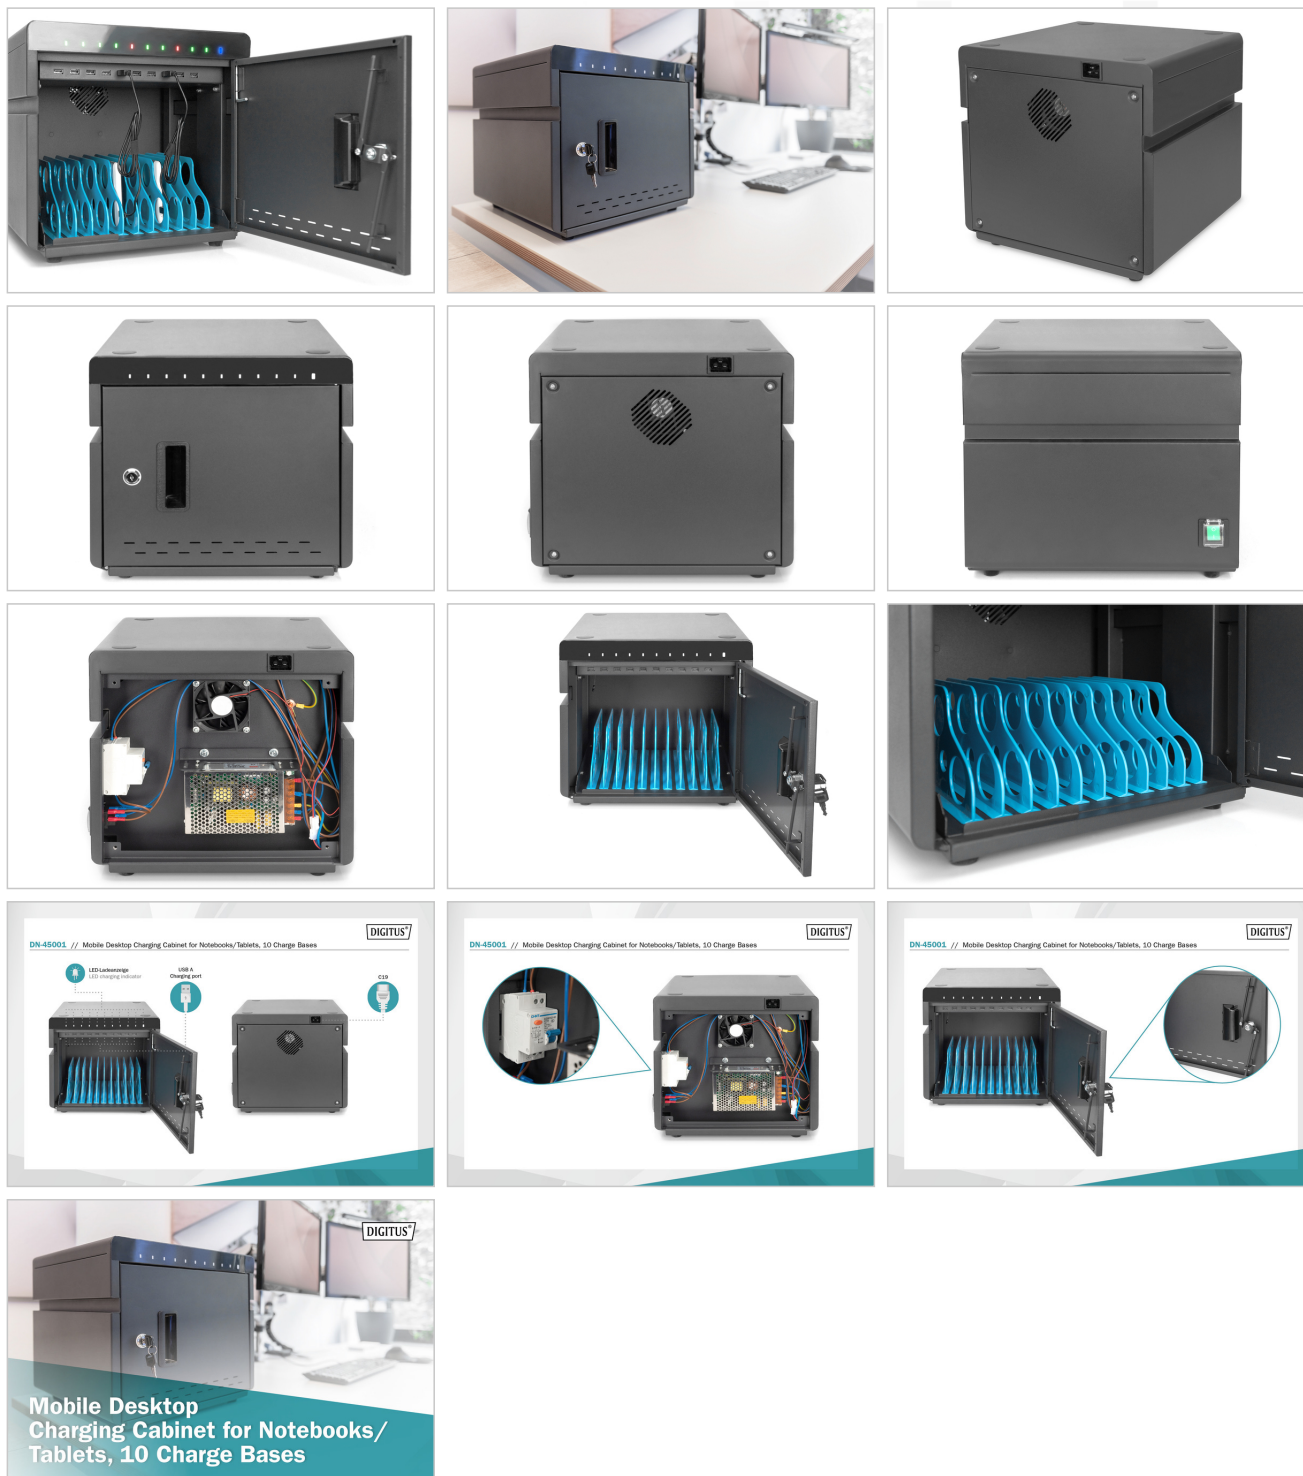 DIGITUS®
DN-45001 // Mobile Desktop Charging Cabinet for Notebooks/Tablets, 10 Charge Bases
LED-Ladeanzeige
LED charging indicator
USB A
Charging port
C19
DIGITUS®
DN-45001 // Mobile Desktop Charging Cabinet for Notebooks/Tablets, 10 Charge Bases
DIGITUS®
DN-45001 // Mobile Desktop Charging Cabinet for Notebooks/Tablets, 10 Charge Bases
DIGITUS®
Mobile Desktop
Charging Cabinet for Notebooks/
Tablets, 10 Charge Bases